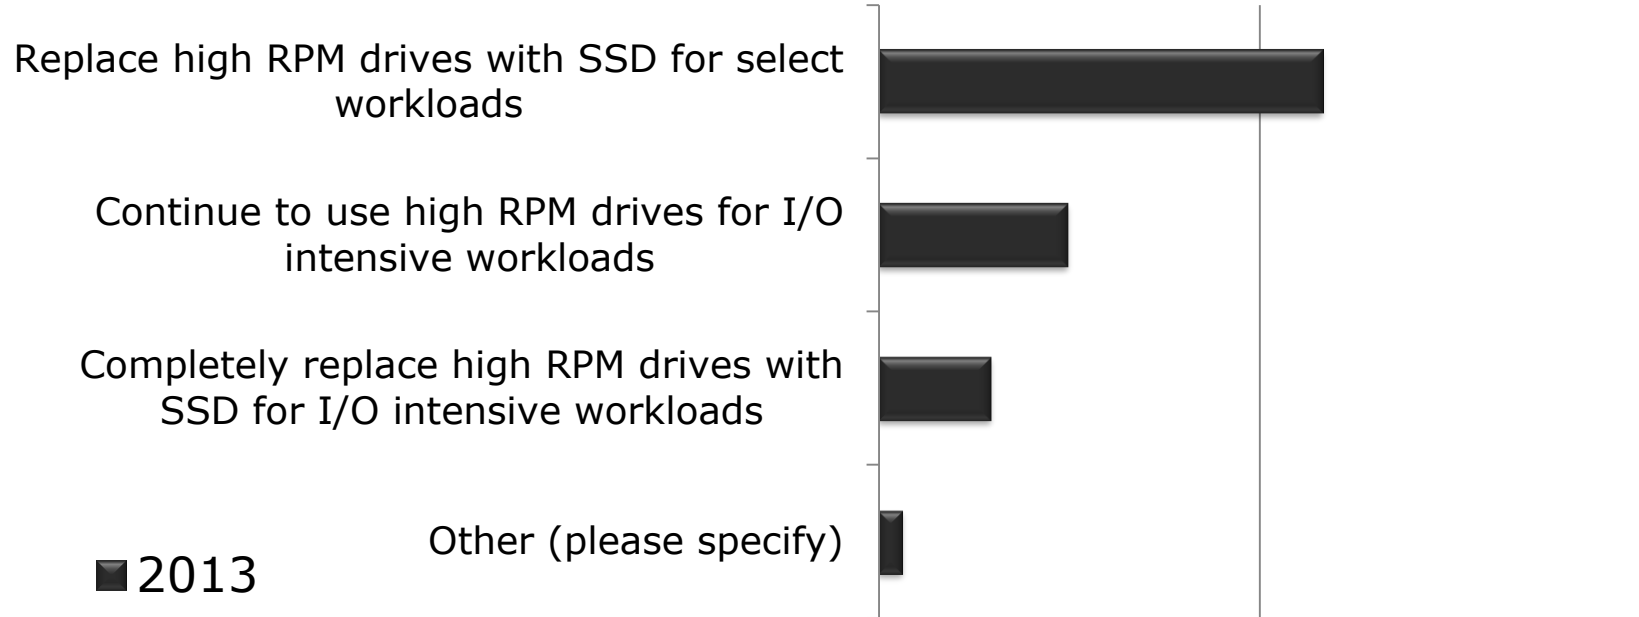 Replace high RPM drives with SSD for select
workloads
Continue to use high RPM drives for I/O
intensive workloads
Completely replace high RPM drives with
SSD for I/O intensive workloads
Other (please specify)
2013